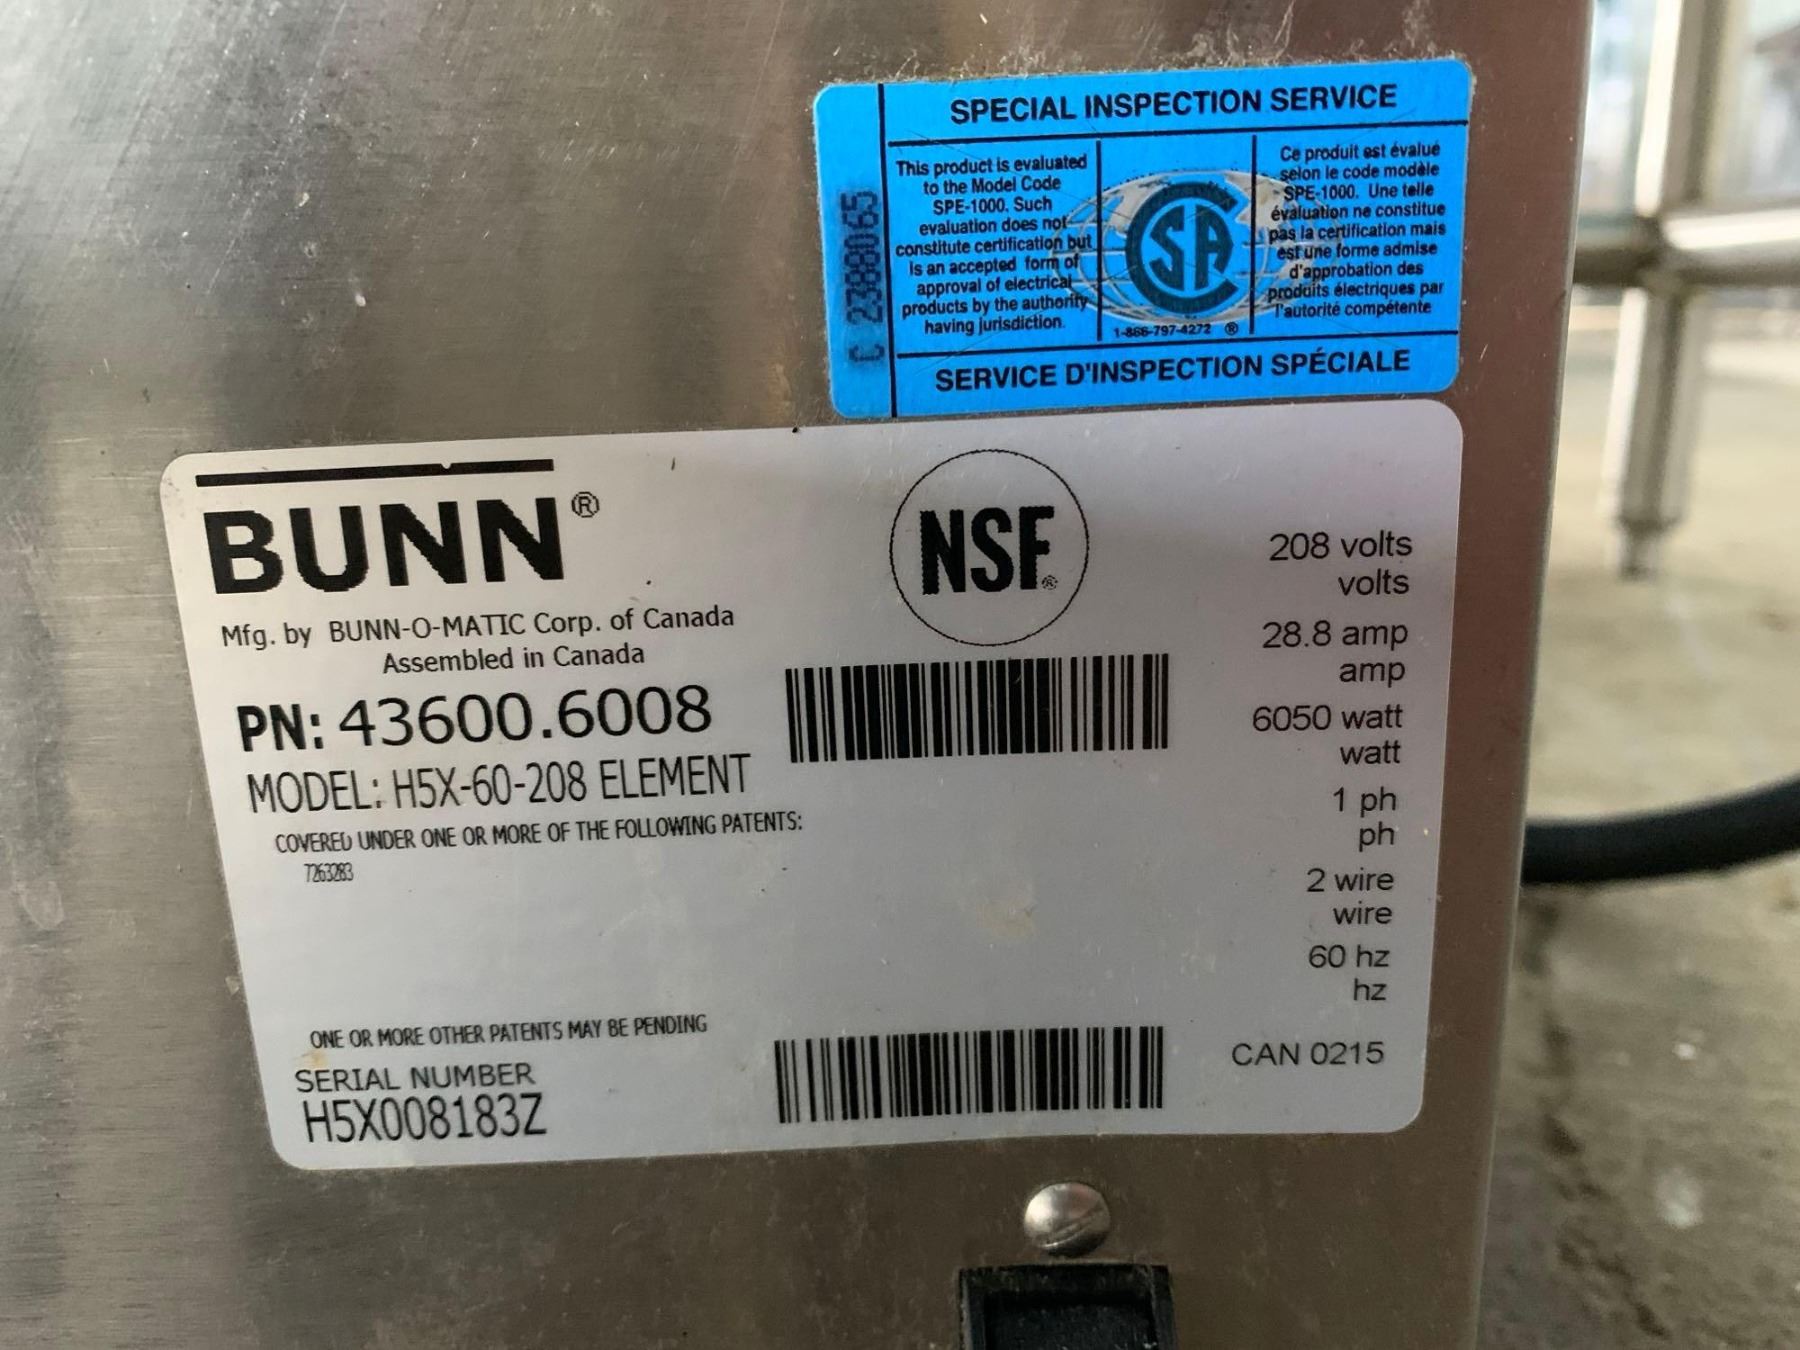 SPECIAL INSPECTION SERVICE
This product is evaluated
to the Model Code
SPE-1000. Such
evaluation does not
constitute certification but
is an accepted form of
approval of electrical
products by the authority
having jurisdiction.
C 2388065
CSA
1-866-797-4272 ®
Ce produit est évalué
selon le code modèle
SPE-1000. Une telle
évaluation ne constitue
pas la certification mais
est une forme admise
d'approbation des
produits électriques par
l'autorité compétente
SERVICE D'INSPECTION SPÉCIALE
BUNN®
Mfg. by BUNN-O-MATIC Corp. of Canada
Assembled in Canada
PN: 43600.6008
MODEL: H5X-60-208 ELEMENT
COVERED UNDER ONE OR MORE OF THE FOLLOWING PATENTS:
7263283
ONE OR MORE OTHER PATENTS MAY BE PENDING
SERIAL NUMBER
H5X008183Z
NSF®
208 volts
volts
28.8 amp
amp
6050 watt
watt
1 ph
ph
2 wire
wire
60 hz
hz
CAN 0215